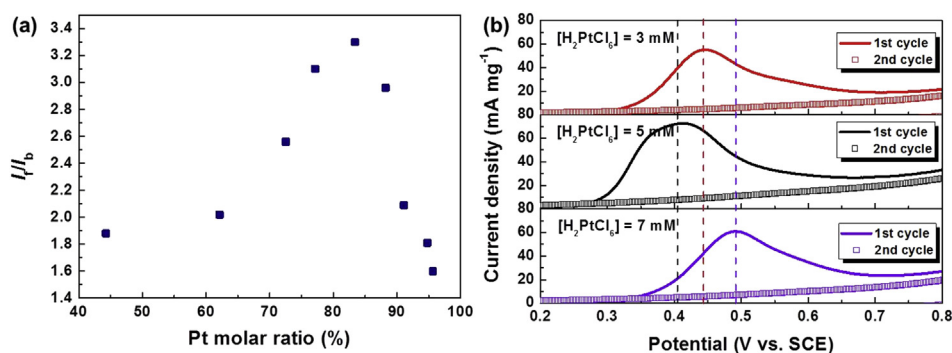 (a)
3.4
3.2
3.0
2.8
2.6
2.4
2.2
2.0
1.8
1.6
1.4
I_f/I_b
40 50 60 70 80 90 100
Pt molar ratio (%)
(b)
Current density (mA mg⁻¹)
80
60
40
20
80
60
40
20
80
60
40
20
0
[H₂PtCl₆] = 3 mM
1st cycle
2nd cycle
[H₂PtCl₆] = 5 mM
1st cycle
2nd cycle
[H₂PtCl₆] = 7 mM
1st cycle
2nd cycle
0.2 0.3 0.4 0.5 0.6 0.7 0.8
Potential (V vs. SCE)